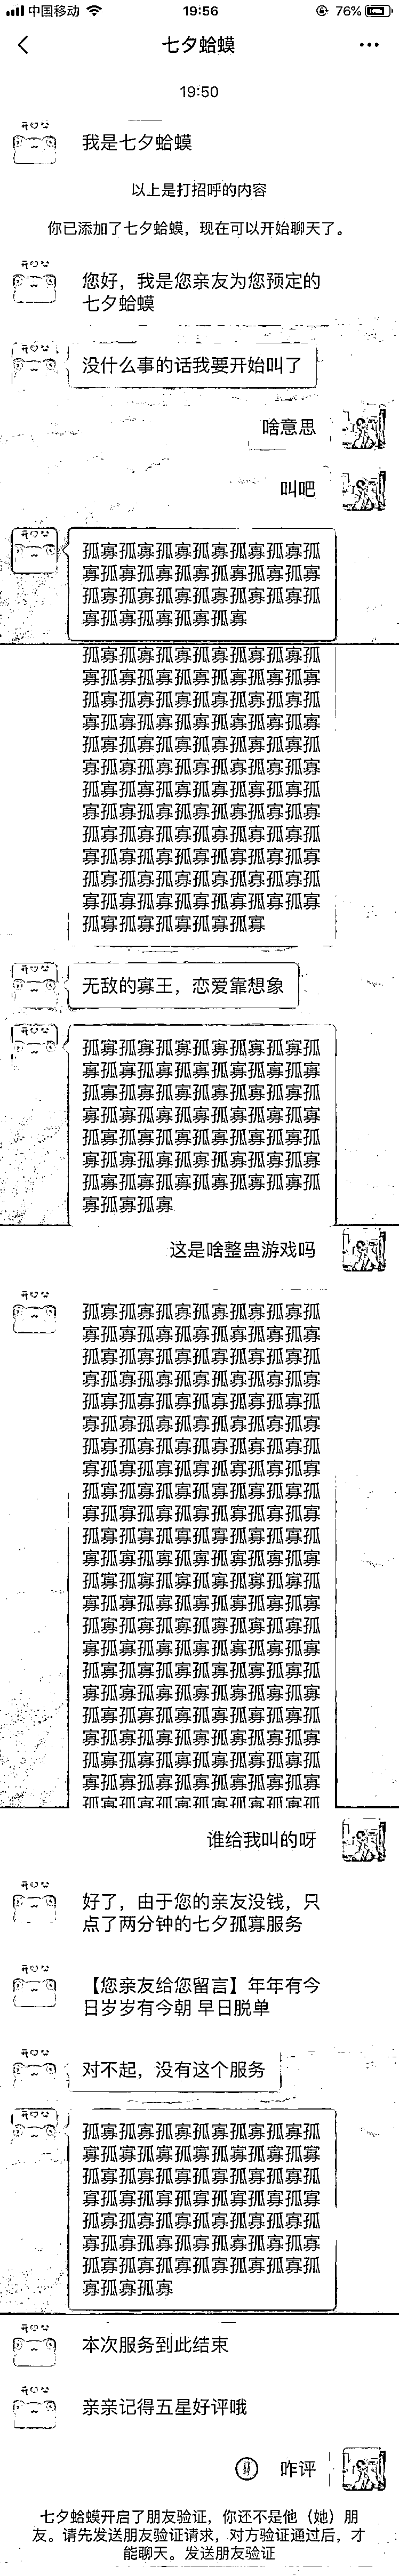 中国移动 19:56 76%
七夕蛤蟆
19:50
我是七夕蛤蟆
以上是打招呼的内容
你已添加了七夕蛤蟆，现在可以开始聊天了。
您好，我是您亲友为您预定的
七夕蛤蟆
没什么事的话我要开始叫了
啥意思
叫吧
孤寡孤寡孤寡孤寡孤寡孤寡孤
寡孤寡孤寡孤寡孤寡孤寡孤寡
孤寡孤寡孤寡孤寡孤寡孤寡孤
寡孤寡孤寡孤寡孤寡
孤寡孤寡孤寡孤寡孤寡孤寡孤
寡孤寡孤寡孤寡孤寡孤寡孤寡
孤寡孤寡孤寡孤寡孤寡孤寡孤
寡孤寡孤寡孤寡孤寡孤寡孤寡
孤寡孤寡孤寡孤寡孤寡孤寡孤
寡孤寡孤寡孤寡孤寡孤寡孤寡
孤寡孤寡孤寡孤寡孤寡孤寡孤
寡孤寡孤寡孤寡孤寡孤寡孤寡
孤寡孤寡孤寡孤寡孤寡孤寡孤
寡孤寡孤寡孤寡孤寡孤寡孤寡
孤寡孤寡孤寡孤寡孤寡孤寡孤
寡孤寡孤寡孤寡孤寡孤寡孤寡
孤寡孤寡孤寡孤寡孤寡
无敌的寡王，恋爱靠想象
孤寡孤寡孤寡孤寡孤寡孤寡孤
寡孤寡孤寡孤寡孤寡孤寡孤寡
孤寡孤寡孤寡孤寡孤寡孤寡孤
寡孤寡孤寡孤寡孤寡孤寡孤寡
孤寡孤寡孤寡孤寡孤寡孤寡孤
寡孤寡孤寡孤寡孤寡孤寡孤寡
孤寡孤寡孤寡孤寡孤寡孤寡孤
寡孤寡孤寡
这是啥整蛊游戏吗
孤寡孤寡孤寡孤寡孤寡孤寡孤
寡孤寡孤寡孤寡孤寡孤寡孤寡
孤寡孤寡孤寡孤寡孤寡孤寡孤
寡孤寡孤寡孤寡孤寡孤寡孤寡
孤寡孤寡孤寡孤寡孤寡孤寡孤
寡孤寡孤寡孤寡孤寡孤寡孤寡
孤寡孤寡孤寡孤寡孤寡孤寡孤
寡孤寡孤寡孤寡孤寡孤寡孤寡
孤寡孤寡孤寡孤寡孤寡孤寡孤
寡孤寡孤寡孤寡孤寡孤寡孤寡
孤寡孤寡孤寡孤寡孤寡孤寡孤
寡孤寡孤寡孤寡孤寡孤寡孤寡
孤寡孤寡孤寡孤寡孤寡孤寡孤
寡孤寡孤寡孤寡孤寡孤寡孤寡
孤寡孤寡孤寡孤寡孤寡孤寡孤
寡孤寡孤寡孤寡孤寡孤寡孤寡
孤寡孤寡孤寡孤寡孤寡孤寡孤
寡孤寡孤寡孤寡孤寡孤寡孤寡
孤寡孤寡孤寡孤寡孤寡孤寡孤
寡孤寡孤寡孤寡孤寡孤寡孤寡
孤寡孤寡孤寡孤寡孤寡孤寡孤
寡孤寡孤寡孤寡孤寡孤寡孤寡
孤寡孤寡孤寡孤寡孤寡孤寡孤
谁给我叫的呀
好了，由于您的亲友没钱，只
点了两分钟的七夕孤寡服务
【您亲友给您留言】年年有今
日岁岁有今朝 早日脱单
对不起，没有这个服务
孤寡孤寡孤寡孤寡孤寡孤寡孤
寡孤寡孤寡孤寡孤寡孤寡孤寡
孤寡孤寡孤寡孤寡孤寡孤寡孤
寡孤寡孤寡孤寡孤寡孤寡孤寡
孤寡孤寡孤寡孤寡孤寡孤寡孤
寡孤寡孤寡孤寡孤寡孤寡孤寡
孤寡孤寡孤寡孤寡孤寡孤寡孤
寡孤寡孤寡
本次服务到此结束
亲亲记得五星好评哦
咋评
七夕蛤蟆开启了朋友验证，你还不是他（她）朋
友。请先发送朋友验证请求，对方验证通过后，才
能聊天。发送朋友验证